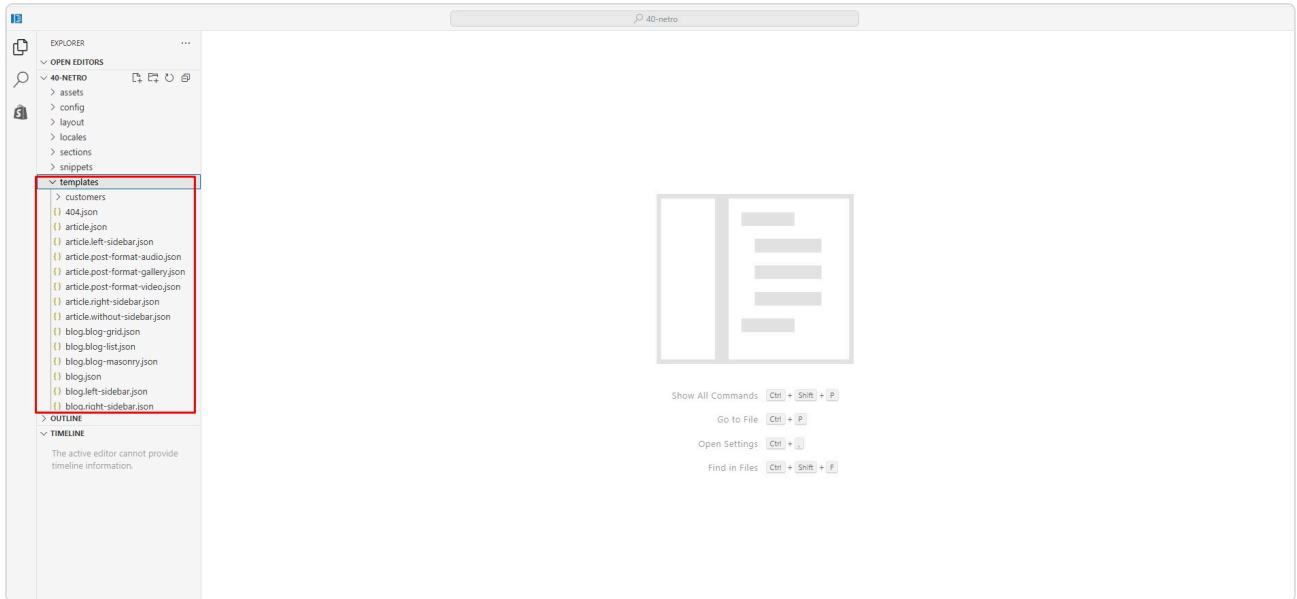 40-netro
EXPLORER
OPEN EDITORS
40-NETRO
assets
config
layout
locales
sections
snippets
templates
customers
404.json
article.json
article.left-sidebar.json
article.post-format-audio.json
article.post-format-gallery.json
article.post-format-video.json
article.right-sidebar.json
article.without-sidebar.json
blog.blog-grid.json
blog.blog-list.json
blog.blog-masonry.json
blog.json
blog.left-sidebar.json
blog.right-sidebar.json
OUTLINE
TIMELINE
The active editor cannot provide
timeline information.
Show All Commands Ctrl + Shift + P
Go to File Ctrl + P
Open Settings Ctrl + ,
Find in Files Ctrl + Shift + F